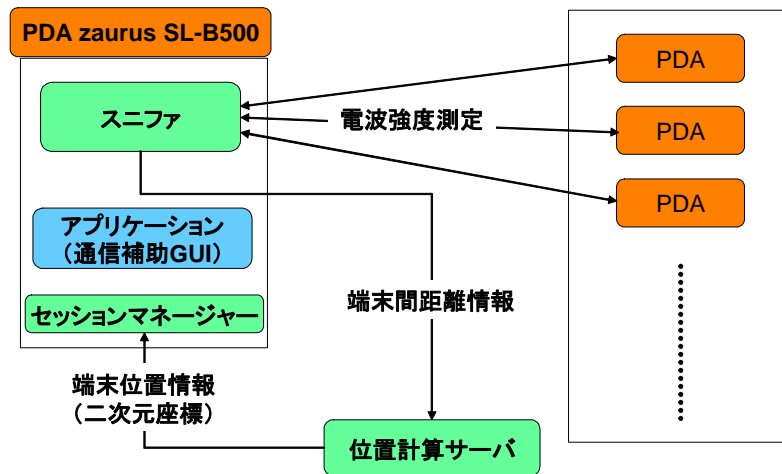 PDA zaurus SL-B500
スニファ
電波強度測定
PDA
PDA
PDA
アプリケーション
（通信補助GUI）
セッションマネージャー
端末間距離情報
端末位置情報
（二次元座標）
位置計算サーバ